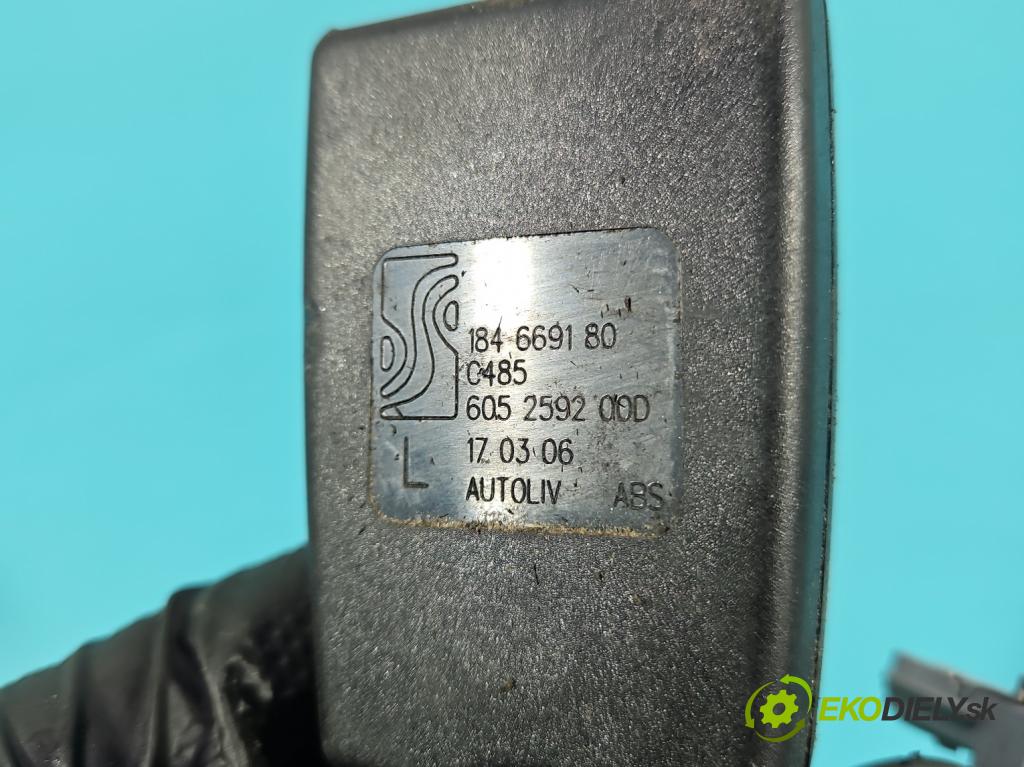 184 6691 80
C485
605 2592 00D
L 17 03 06
AUTOLIV ABS
EKODIELY.sk